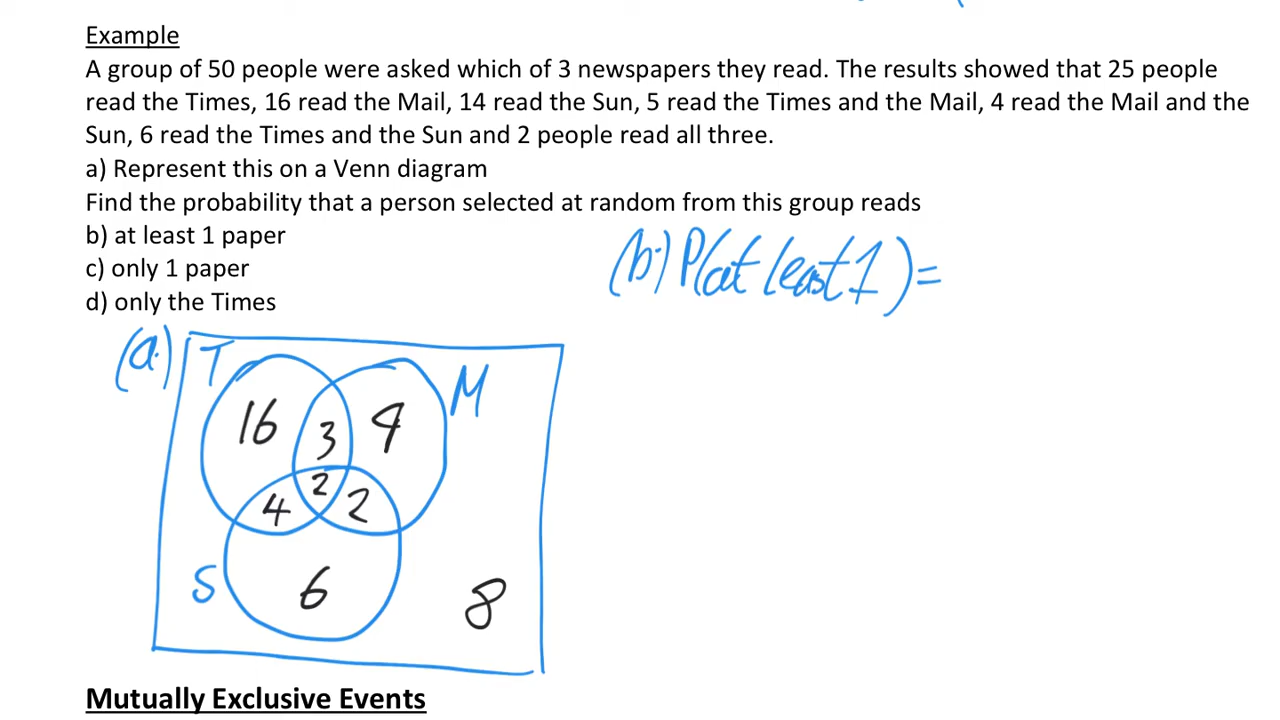 Example
A group of 50 people were asked which of 3 newspapers they read. The results showed that 25 people
read the Times, 16 read the Mail, 14 read the Sun, 5 read the Times and the Mail, 4 read the Mail and the
Sun, 6 read the Times and the Sun and 2 people read all three.
a) Represent this on a Venn diagram
Find the probability that a person selected at random from this group reads
b) at least 1 paper
c) only 1 paper
d) only the Times
(b.) P(at least 1) =
(a.)
T
M
16
3
9
2
4
2
S
6
8
Mutually Exclusive Events